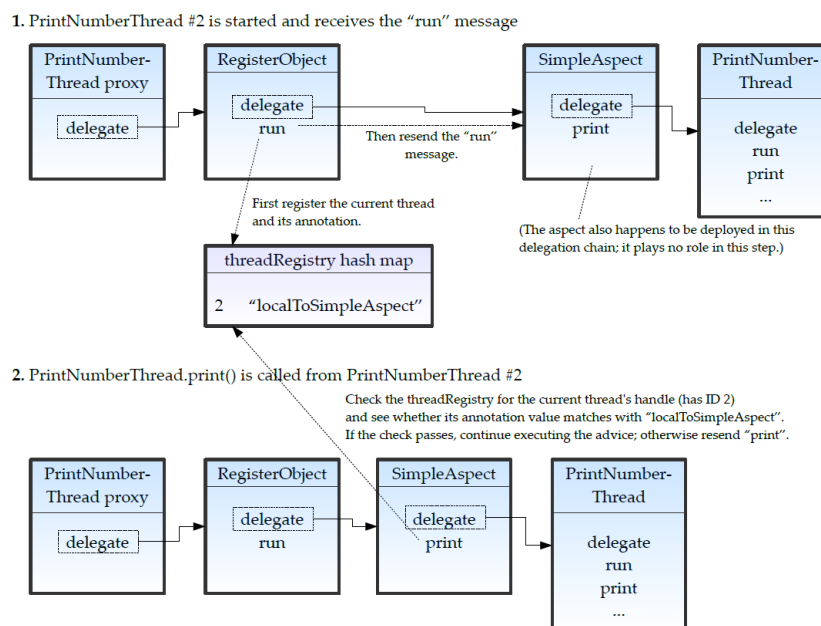 1. PrintNumberThread #2 is started and receives the “run” message
PrintNumber-
Thread proxy
delegate
RegisterObject
delegate
run
Then resend the “run”
message.
SimpleAspect
delegate
print
PrintNumber-
Thread
delegate
run
print
...
First register the current thread
and its annotation.
(The aspect also happens to be deployed in this
delegation chain; it plays no role in this step.)
threadRegistry hash map
2 “localToSimpleAspect”
2. PrintNumberThread.print() is called from PrintNumberThread #2
Check the threadRegistry for the current thread's handle (has ID 2)
and see whether its annotation value matches with “localToSimpleAspect”.
If the check passes, continue executing the advice; otherwise resend “print”.
PrintNumber-
Thread proxy
delegate
RegisterObject
delegate
run
SimpleAspect
delegate
print
PrintNumber-
Thread
delegate
run
print
...